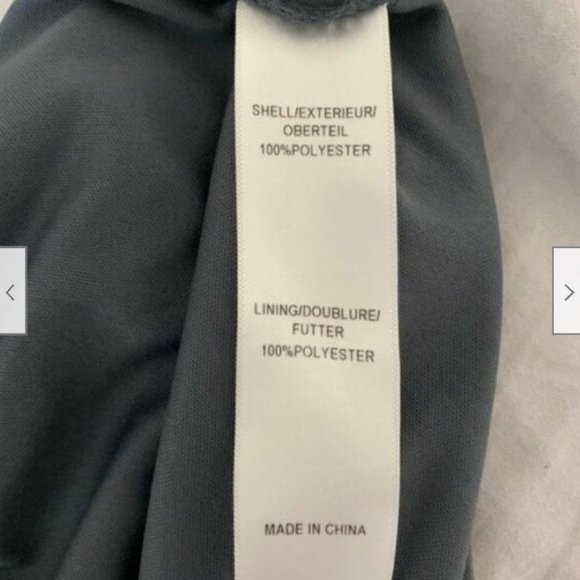 SHELL/EXTERIEUR/
OBERTEIL
100%POLYESTER
LINING/DOUBLURE/
FUTTER
100%POLYESTER
MADE IN CHINA